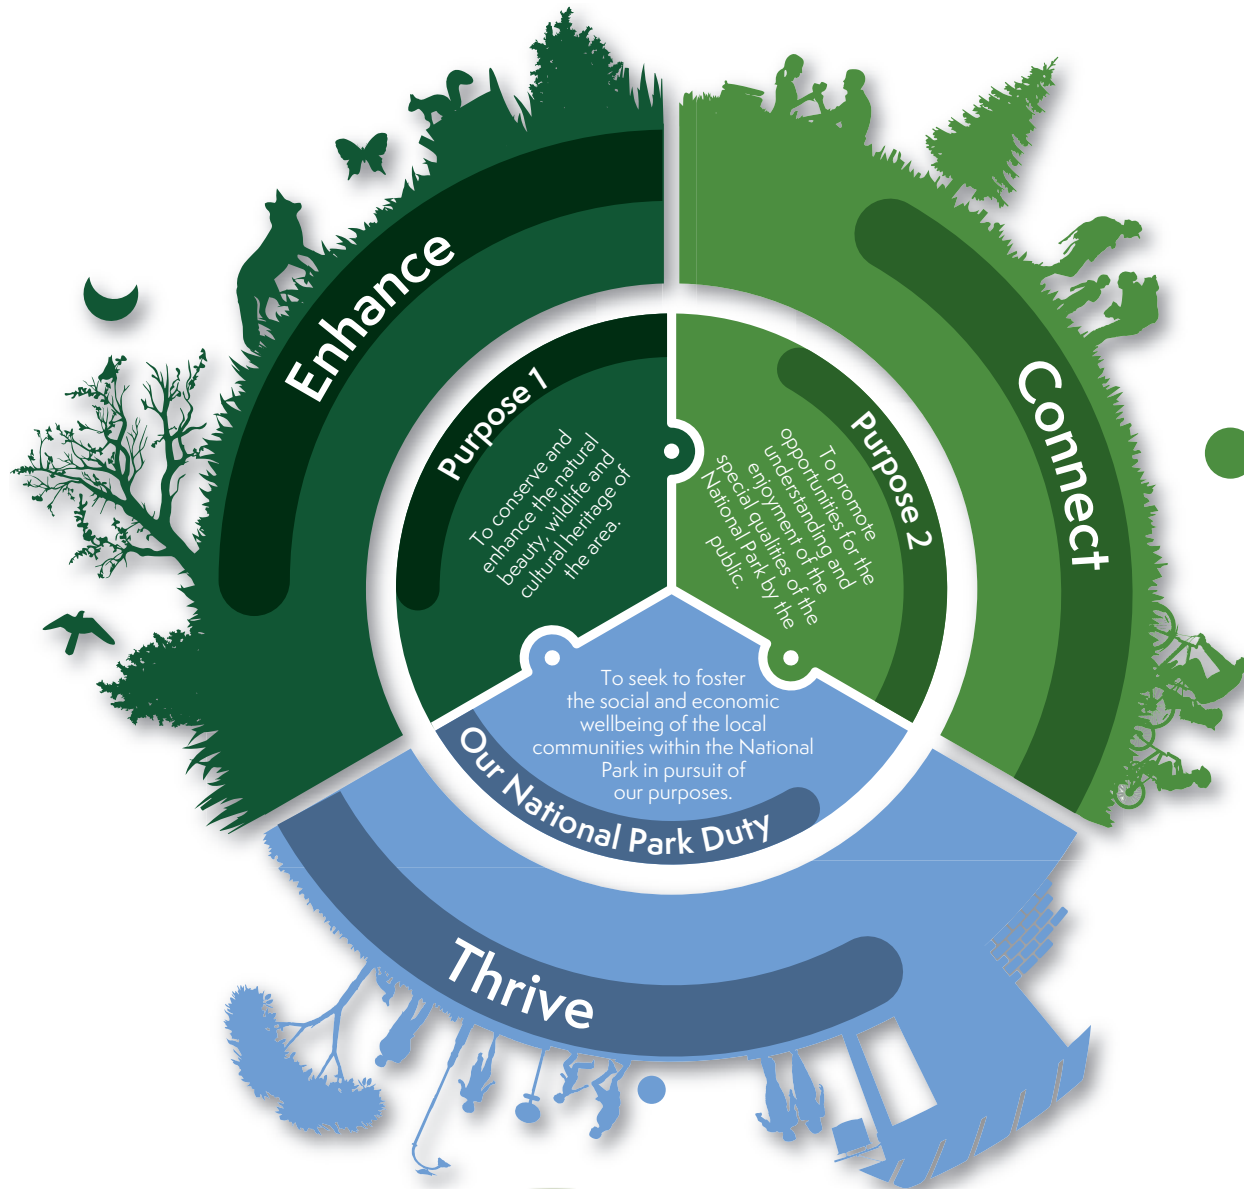 Enhance
Purpose 1
To conserve and
enhance the natural
beauty, wildlife and
cultural heritage of
the area.
Connect
Purpose 2
To promote
opportunities for the
understanding and
enjoyment of the
special qualities of the
National Park by the
public.
To seek to foster
the social and economic
wellbeing of the local
communities within the National
Park in pursuit of
our purposes.
Our National Park Duty
Thrive